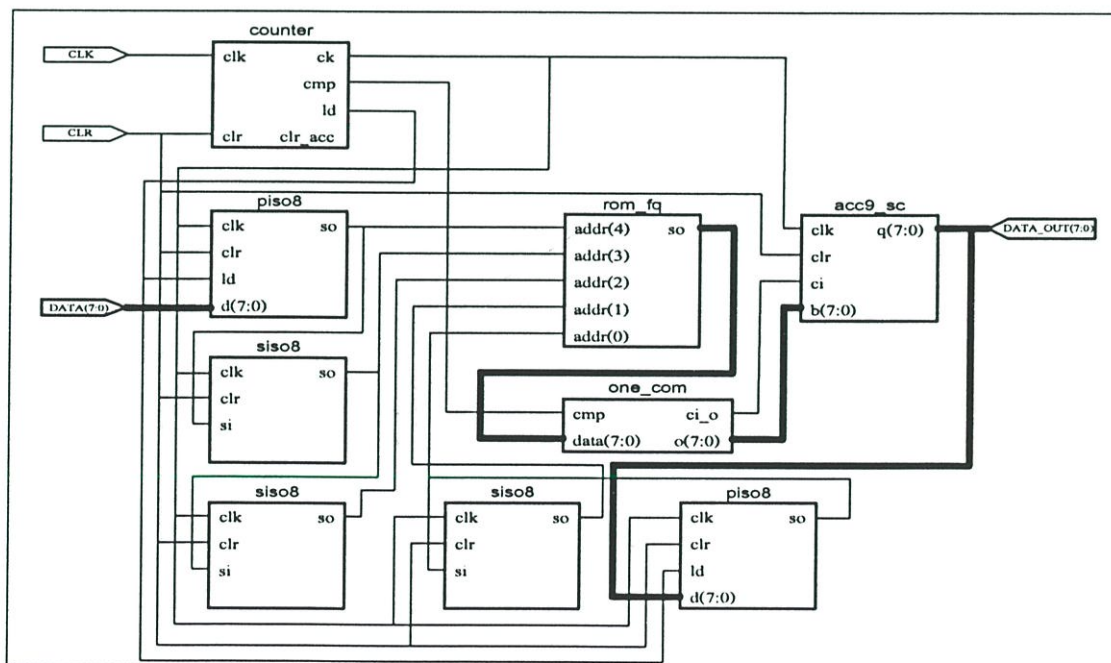 counter
CLK
clk
ck
cmp
ld
CLR
clr
clr_acc
piso8
clk
so
clr
ld
DATA(7:0)
d(7:0)
rom_fq
addr(4)
so
addr(3)
addr(2)
addr(1)
addr(0)
acc9_sc
clk
q(7:0)
DATA_OUT(7:0)
clr
ci
b(7:0)
siso8
clk
so
clr
si
one_com
cmp
ci_o
data(7:0)
o(7:0)
siso8
clk
so
clr
si
siso8
clk
so
clr
si
piso8
clk
so
clr
ld
d(7:0)